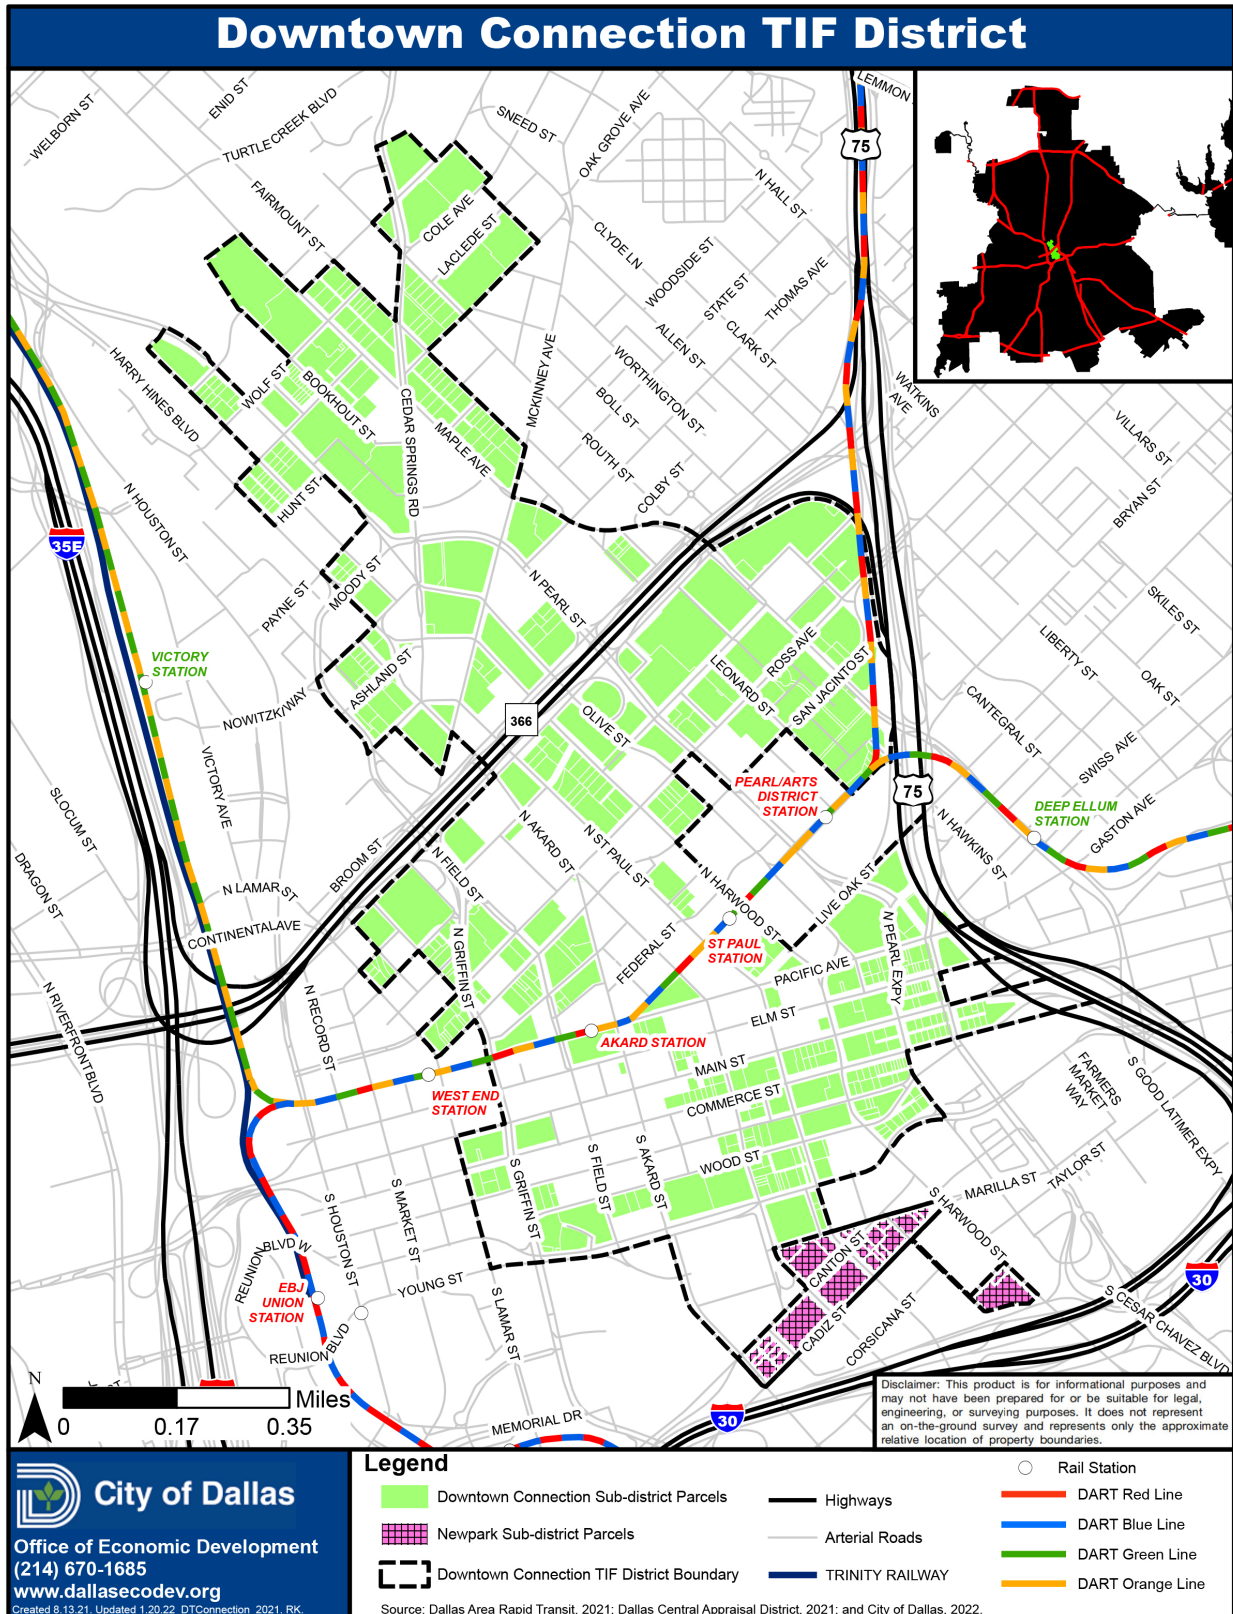 Downtown Connection TIF District
LEMMON
WELBORN ST
ENID ST
TURTLE CREEK BLVD
SNEED ST
OAK GROVE AVE
75
N HALL ST
FAIRMOUNT ST
COLE AVE
LACLEDE ST
CLYDE LN
WOODSIDE ST
STATE ST
THOMAS AVE
ALLEN ST
CLARK ST
HARRY HINES BLVD
WOLF ST
BOOKHOUT ST
CEDAR SPRINGS RD
MAPLE AVE
MCKINNEY AVE
WORTHINGTON ST
BOLL ST
ROUTH ST
COLBY ST
WATKINS
AVE
VILLARS ST
BRYAN ST
HUNT ST
N HOUSTON ST
35E
MOODY ST
PAYNE ST
N PEARL ST
SKILES ST
LIBERTY ST
OAK ST
VICTORY
STATION
ASHLAND ST
ROSS AVE
LEONARD ST
SAN JACINTO ST
NOWITZKI WAY
366
OLIVE ST
CANTEGRAL ST
SWISS AVE
VICTORY AVE
PEARL/ARTS
DISTRICT
STATION
75
DEEP ELLUM
STATION
GASTON AVE
SLOCUM ST
DRAGON ST
N AKARD ST
N ST PAUL ST
N HAWKINS ST
BROOM ST
N FIELD ST
N LAMAR ST
CONTINENTAL AVE
N HARWOOD ST
LIVE OAK ST
N GRIFFIN ST
FEDERAL ST
ST PAUL
STATION
N PEARL EXPY
PACIFIC AVE
N RIVERFRONT BLVD
N RECORD ST
ELM ST
AKARD STATION
MAIN ST
COMMERCE ST
WEST END
STATION
FARMERS
MARKET
WAY
S GOOD LATIMER EXPY
S GRIFFIN ST
S FIELD ST
S AKARD ST
WOOD ST
S HOUSTON ST
S MARKET ST
MARILLA ST
TAYLOR ST
S HARWOOD ST
REUNION BLVD W
CANTON ST
EBJ
UNION
STATION
YOUNG ST
S LAMAR ST
30
S CESAR CHAVEZ BLVD
CADIZ ST
CORSICANA ST
REUNION BLVD
N
Miles
0 0.17 0.35
MEMORIAL DR
30
Disclaimer: This product is for informational purposes and
may not have been prepared for or be suitable for legal,
engineering, or surveying purposes. It does not represent
an on-the-ground survey and represents only the approximate
relative location of property boundaries.
City of Dallas
Office of Economic Development
(214) 670-1685
www.dallasecodev.org
Created 8.13.21. Updated 1.20.22 DTConnection_2021. RK.
Legend
Downtown Connection Sub-district Parcels
Newpark Sub-district Parcels
Downtown Connection TIF District Boundary
Highways
Arterial Roads
TRINITY RAILWAY
Rail Station
DART Red Line
DART Blue Line
DART Green Line
DART Orange Line
Source: Dallas Area Rapid Transit, 2021; Dallas Central Appraisal District, 2021; and City of Dallas, 2022.